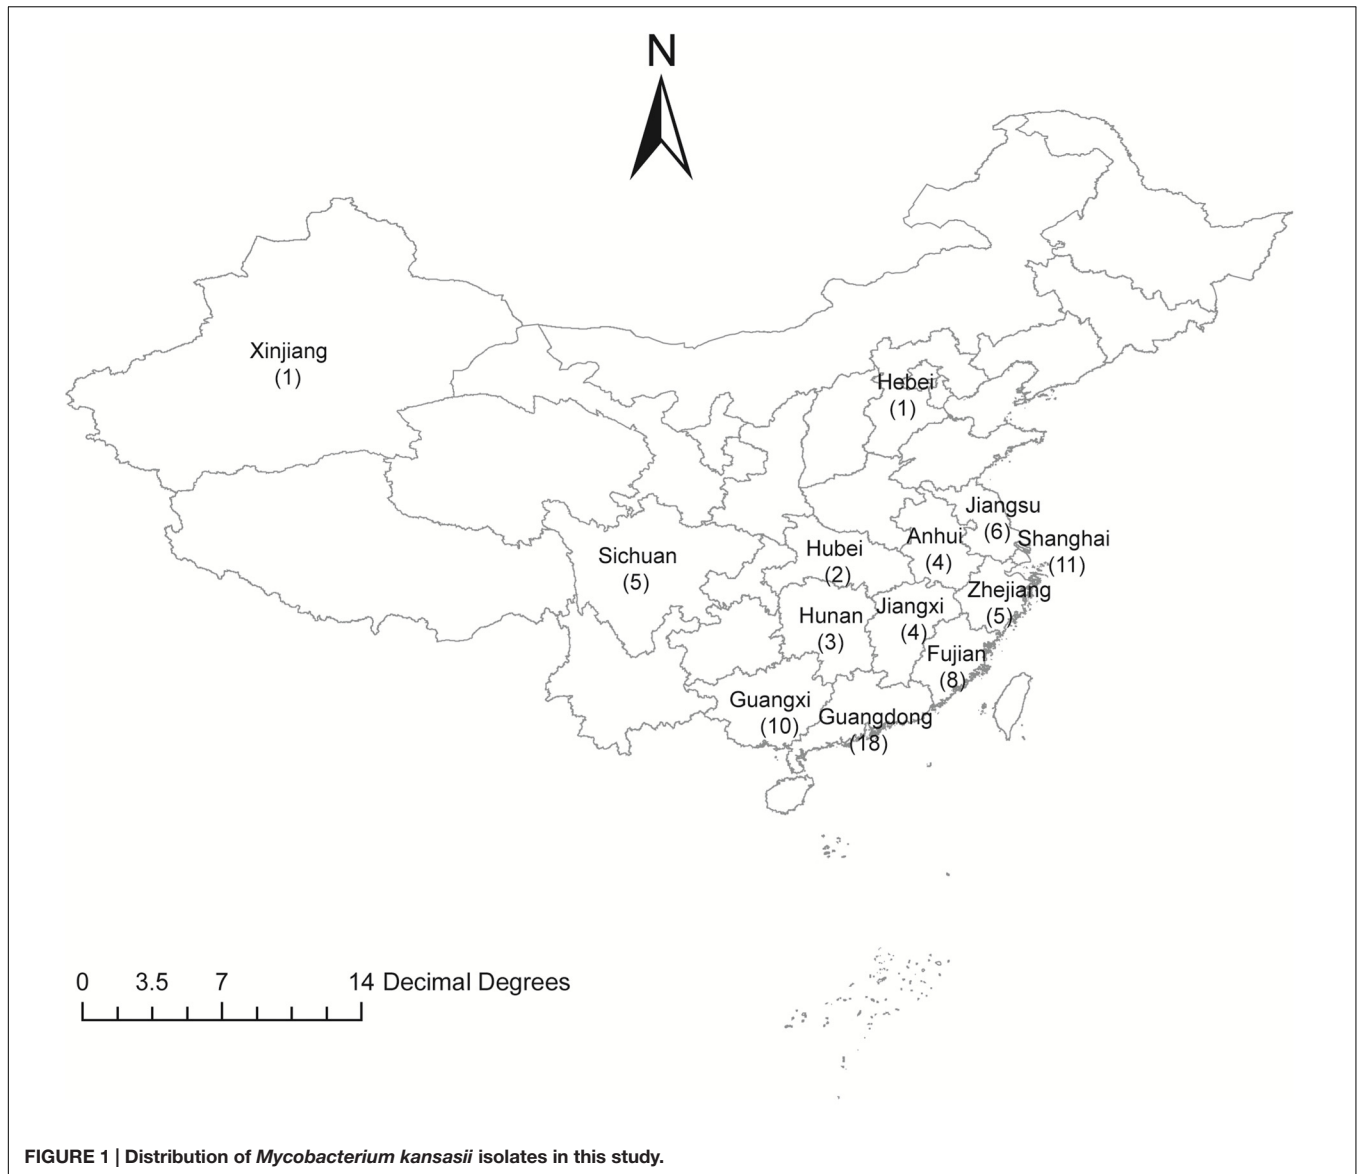 N
Xinjiang
(1)
Hebei
(1)
Jiangsu
(6)
Shanghai
(11)
Anhui
(4)
Hubei
(2)
Sichuan
(5)
Zhejiang
(5)
Jiangxi
(4)
Hunan
(3)
Fujian
(8)
Guangxi
(10)
Guangdong
(18)
0 3.5 7 14 Decimal Degrees
FIGURE 1 | Distribution of Mycobacterium kansasii isolates in this study.